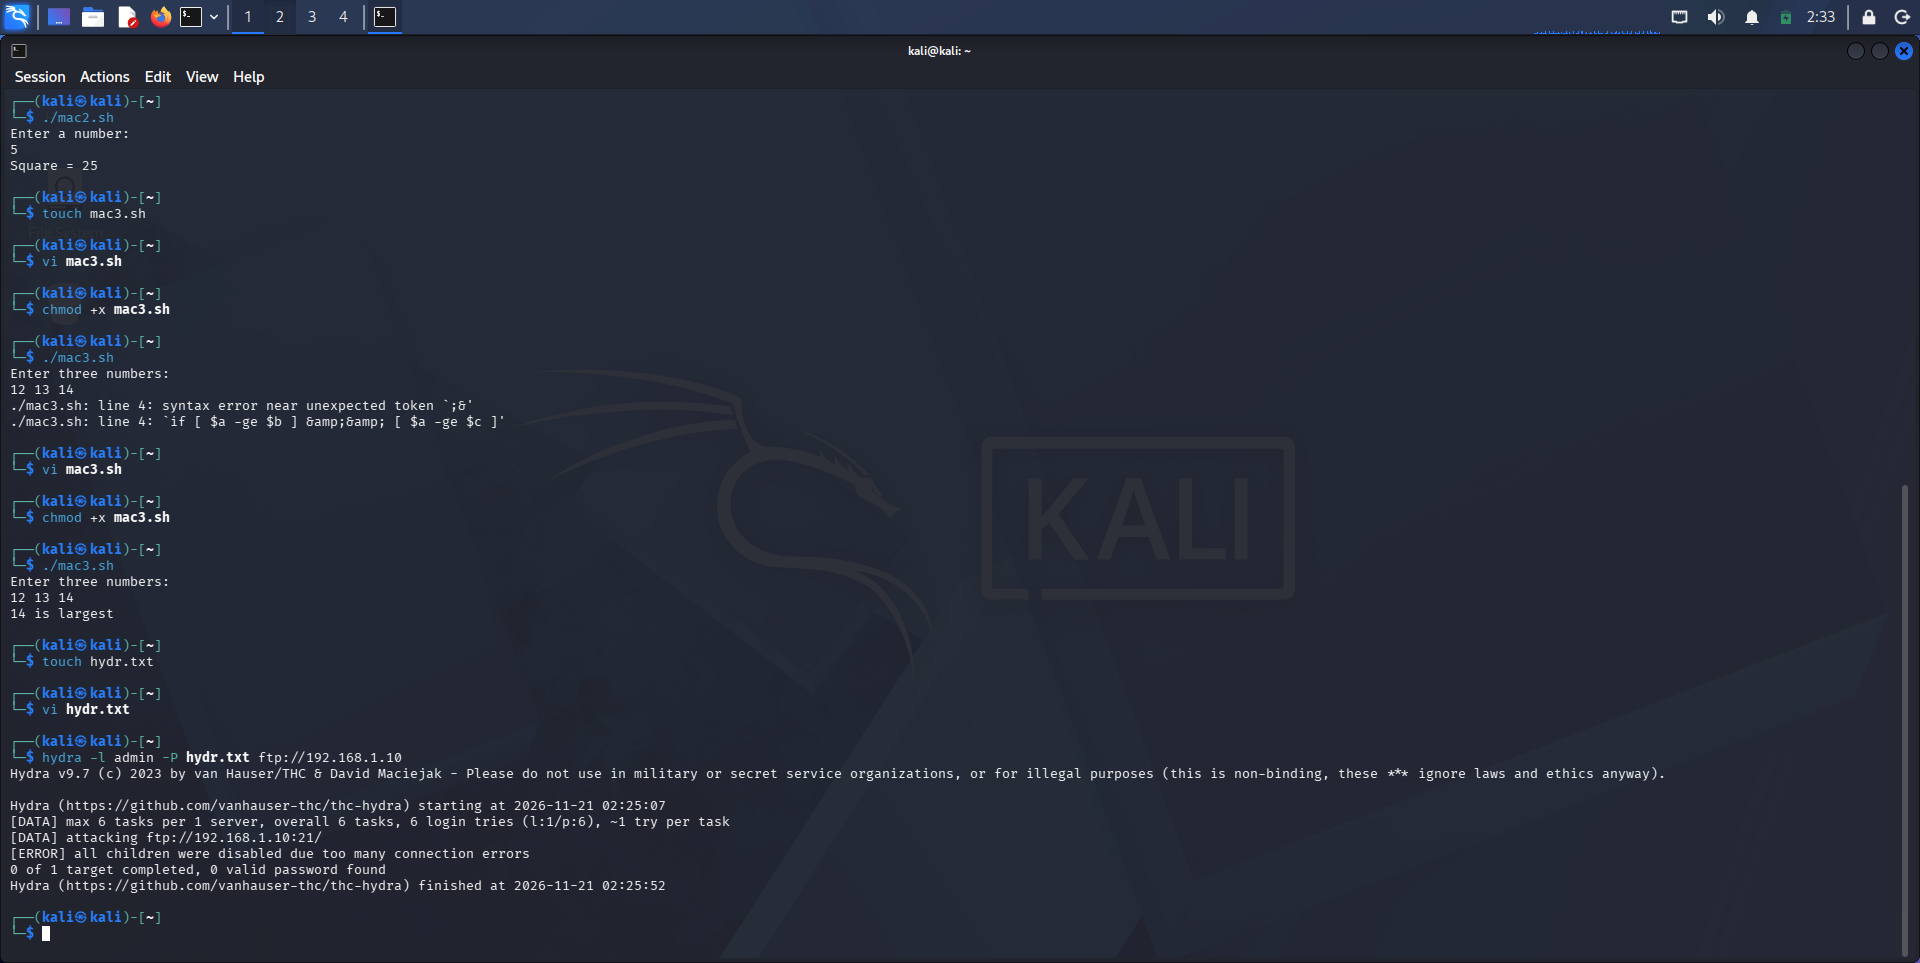 1 2 3 4 2:33
kali@kali: ~
Session Actions Edit View Help
┌──(kali㉿kali)-[~]
└─$ ./mac2.sh
Enter a number:
5
Square = 25
┌──(kali㉿kali)-[~]
└─$ touch mac3.sh
File System
┌──(kali㉿kali)-[~]
└─$ vi mac3.sh
┌──(kali㉿kali)-[~]
└─$ chmod +x mac3.sh
┌──(kali㉿kali)-[~]
└─$ ./mac3.sh
Enter three numbers:
12 13 14
./mac3.sh: line 4: syntax error near unexpected token `;&'
./mac3.sh: line 4: `if [ $a -ge $b ] &amp;&amp; [ $a -ge $c ]'
┌──(kali㉿kali)-[~]
└─$ vi mac3.sh
┌──(kali㉿kali)-[~]
└─$ chmod +x mac3.sh
KALI
┌──(kali㉿kali)-[~]
└─$ ./mac3.sh
Enter three numbers:
12 13 14
14 is largest
┌──(kali㉿kali)-[~]
└─$ touch hydr.txt
┌──(kali㉿kali)-[~]
└─$ vi hydr.txt
┌──(kali㉿kali)-[~]
└─$ hydra -l admin -P hydr.txt ftp://192.168.1.10
Hydra v9.7 (c) 2023 by van Hauser/THC & David Maciejak - Please do not use in military or secret service organizations, or for illegal purposes (this is non-binding, these *** ignore laws and ethics anyway).
Hydra (https://github.com/vanhauser-thc/thc-hydra) starting at 2026-11-21 02:25:07
[DATA] max 6 tasks per 1 server, overall 6 tasks, 6 login tries (l:1/p:6), ~1 try per task
[DATA] attacking ftp://192.168.1.10:21/
[ERROR] all children were disabled due too many connection errors
0 of 1 target completed, 0 valid password found
Hydra (https://github.com/vanhauser-thc/thc-hydra) finished at 2026-11-21 02:25:52
┌──(kali㉿kali)-[~]
└─$